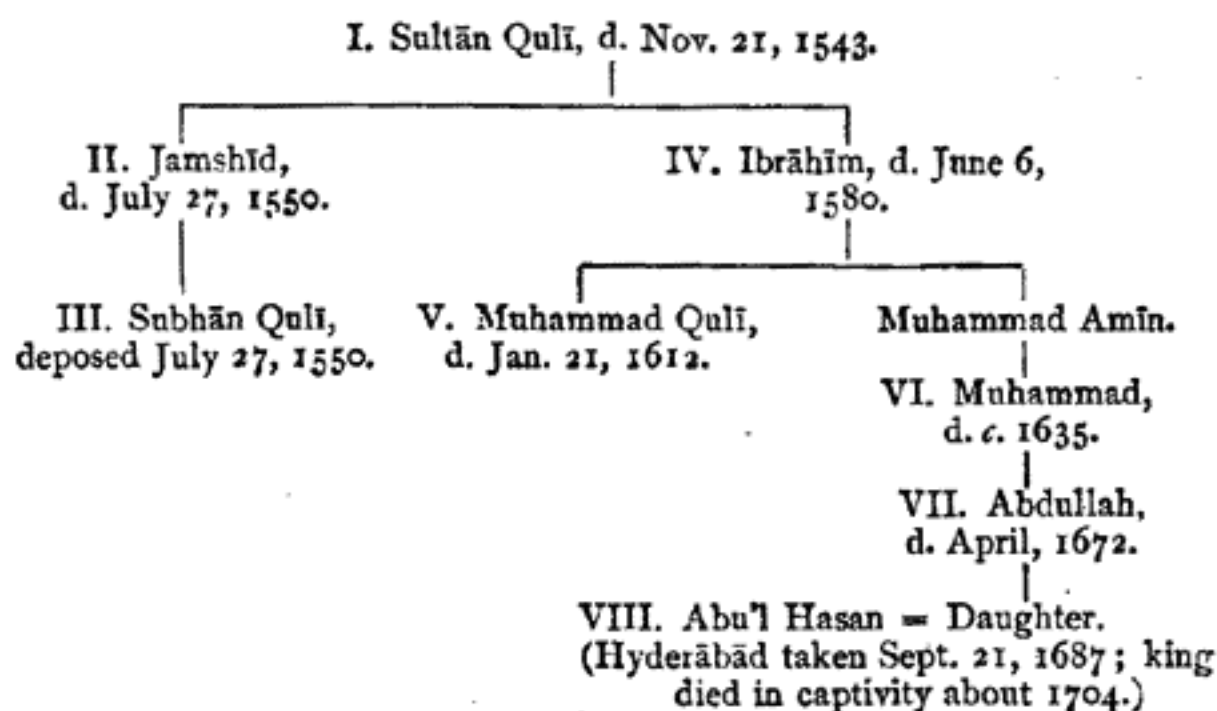 I. Sultān Qulī, d. Nov. 21, 1543.
II. Jamshīd,
d. July 27, 1550.
IV. Ibrāhīm, d. June 6,
1580.
III. Subhān Qulī,
deposed July 27, 1550.
V. Muhammad Qulī,
d. Jan. 21, 1612.
Muhammad Amīn.
VI. Muhammad,
d. c. 1635.
VII. Abdullah,
d. April, 1672.
VIII. Abu'l Hasan = Daughter.
(Hyderābād taken Sept. 21, 1687; king
died in captivity about 1704.)